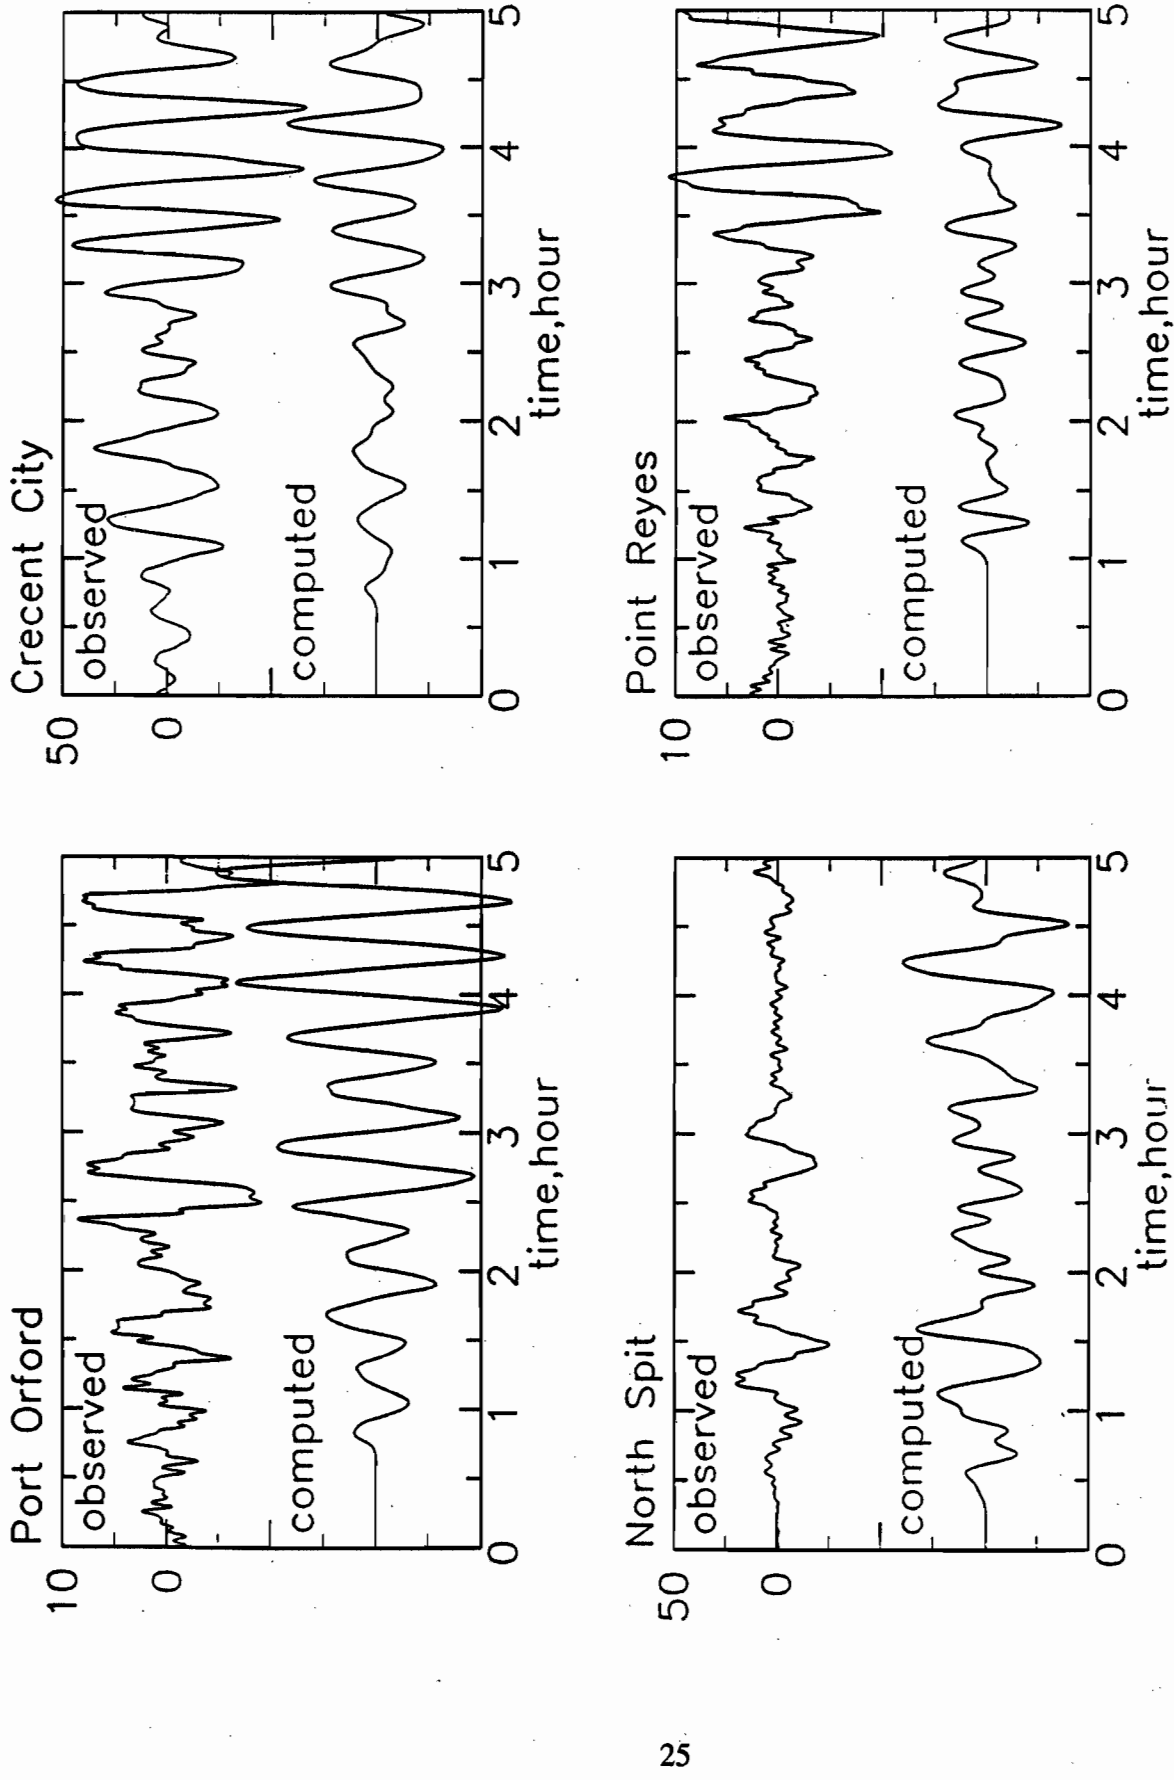 Port Orford
10
0
observed
computed
0 1 2 3 4 5
time,hour
Crecent City
50
0
observed
computed
0 1 2 3 4 5
time,hour
North Spit
50
0
observed
computed
0 1 2 3 4 5
time,hour
Point Reyes
10
0
observed
computed
0 1 2 3 4 5
time,hour
25